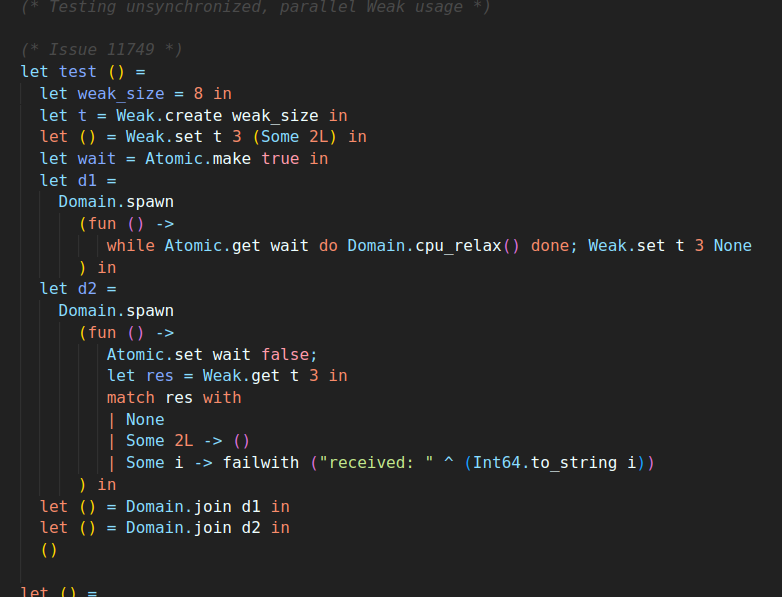 (* Testing unsynchronized, parallel Weak usage *)
(* Issue 11749 *)
let test () =
let weak_size = 8 in
let t = Weak.create weak_size in
let () = Weak.set t 3 (Some 2L) in
let wait = Atomic.make true in
let d1 =
Domain.spawn
(fun () ->
while Atomic.get wait do Domain.cpu_relax() done; Weak.set t 3 None
) in
let d2 =
Domain.spawn
(fun () ->
Atomic.set wait false;
let res = Weak.get t 3 in
match res with
| None
| Some 2L -> ()
| Some i -> failwith ("received: " ^ (Int64.to_string i))
) in
let () = Domain.join d1 in
let () = Domain.join d2 in
()
let () =